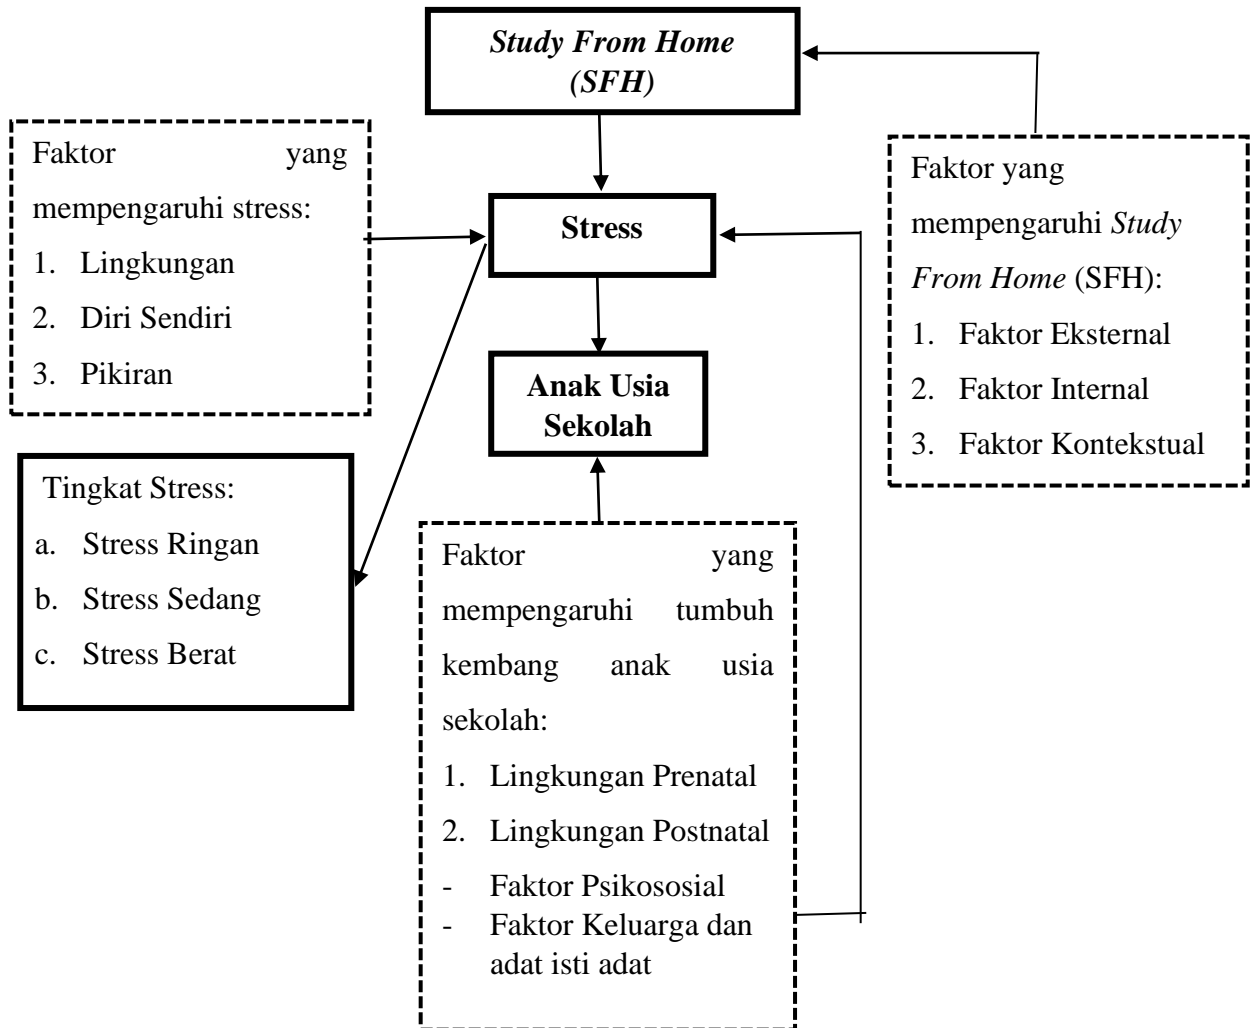 Study From Home
(SFH)
Faktor yang
mempengaruhi stress:
1. Lingkungan
2. Diri Sendiri
3. Pikiran
Stress
Faktor yang
mempengaruhi Study
From Home (SFH):
1. Faktor Eksternal
2. Faktor Internal
3. Faktor Kontekstual
Anak Usia
Sekolah
Tingkat Stress:
a. Stress Ringan
b. Stress Sedang
c. Stress Berat
Faktor yang
mempengaruhi tumbuh
kembang anak usia
sekolah:
1. Lingkungan Prenatal
2. Lingkungan Postnatal
- Faktor Psikososial
- Faktor Keluarga dan
adat isti adat